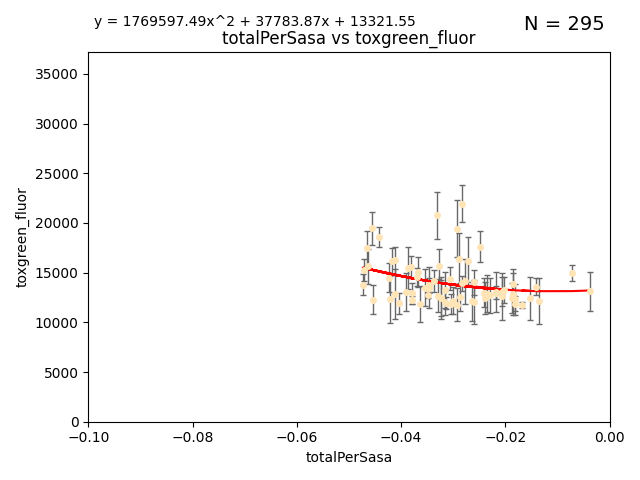 y = 1769597.49x^2 + 37783.87x + 13321.55
N = 295
totalPerSasa vs toxgreen_fluor
35000
30000
25000
20000
15000
10000
5000
0
toxgreen_fluor
−0.10
−0.08
−0.06
−0.04
−0.02
0.00
totalPerSasa